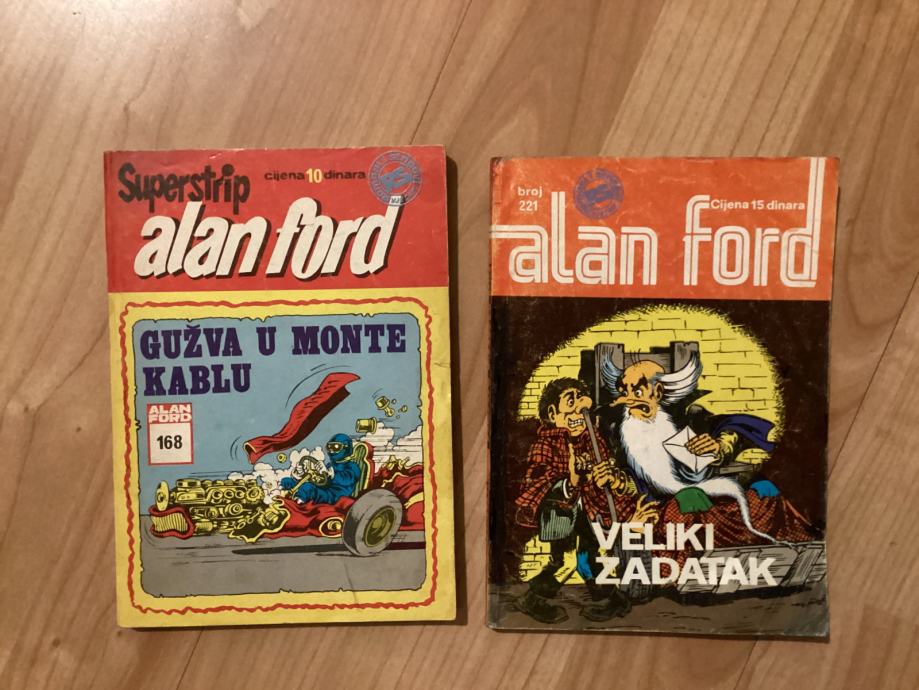 Superstrip
cijena 10 dinara
alan ford
GUŽVA U MONTE
KABLU
ALAN
FORD
168
broj
221
Cijena 15 dinara
alan ford
VELIKI
ZADATAK